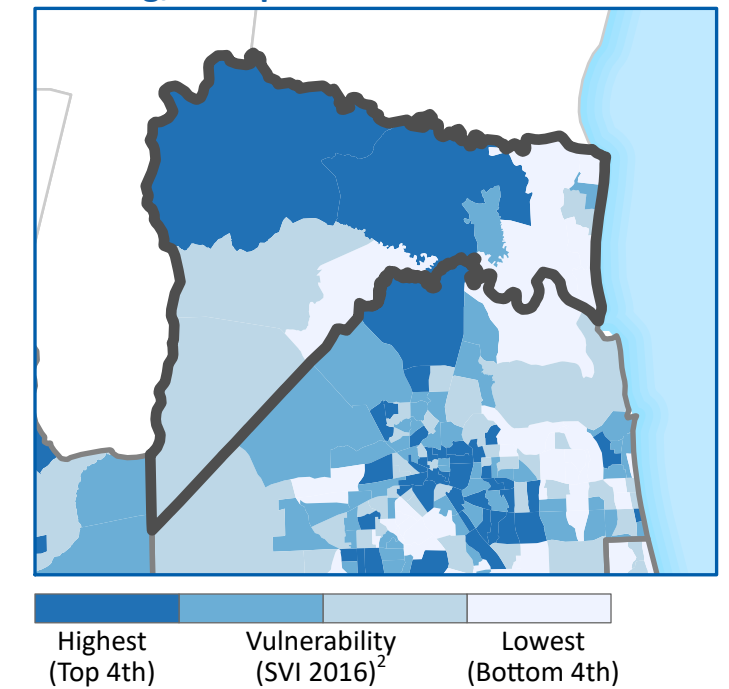 Highest
(Top 4th)
Vulnerability
(SVI 2016)2
Lowest
(Bottom 4th)